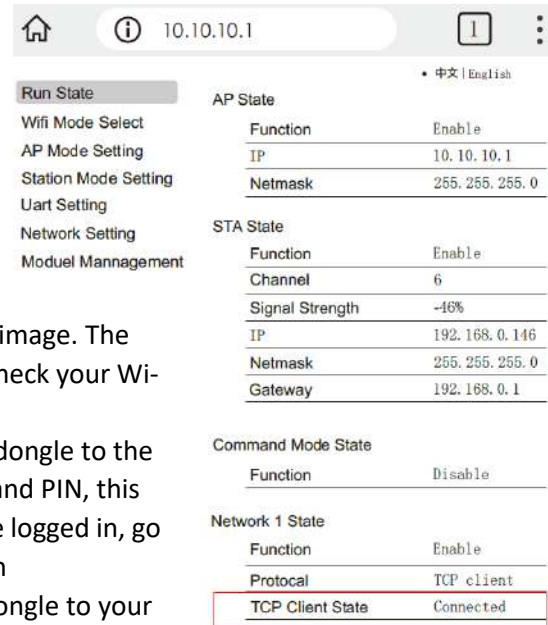 10.10.10.1
1
• 中文 | English
Run State
Wifi Mode Select
AP Mode Setting
Station Mode Setting
Uart Setting
Network Setting
Moduel Mannagement
AP State
Function Enable
IP 10.10.10.1
Netmask 255.255.255.0
STA State
Function Enable
Channel 6
Signal Strength -46%
IP 192.168.0.146
Netmask 255.255.255.0
Gateway 192.168.0.1
Command Mode State
Function Disable
Network 1 State
Function Enable
Protocal TCP client
TCP Client State Connected
image. The
heck your Wi-
dongle to the
and PIN, this
e logged in, go
n
ongle to your